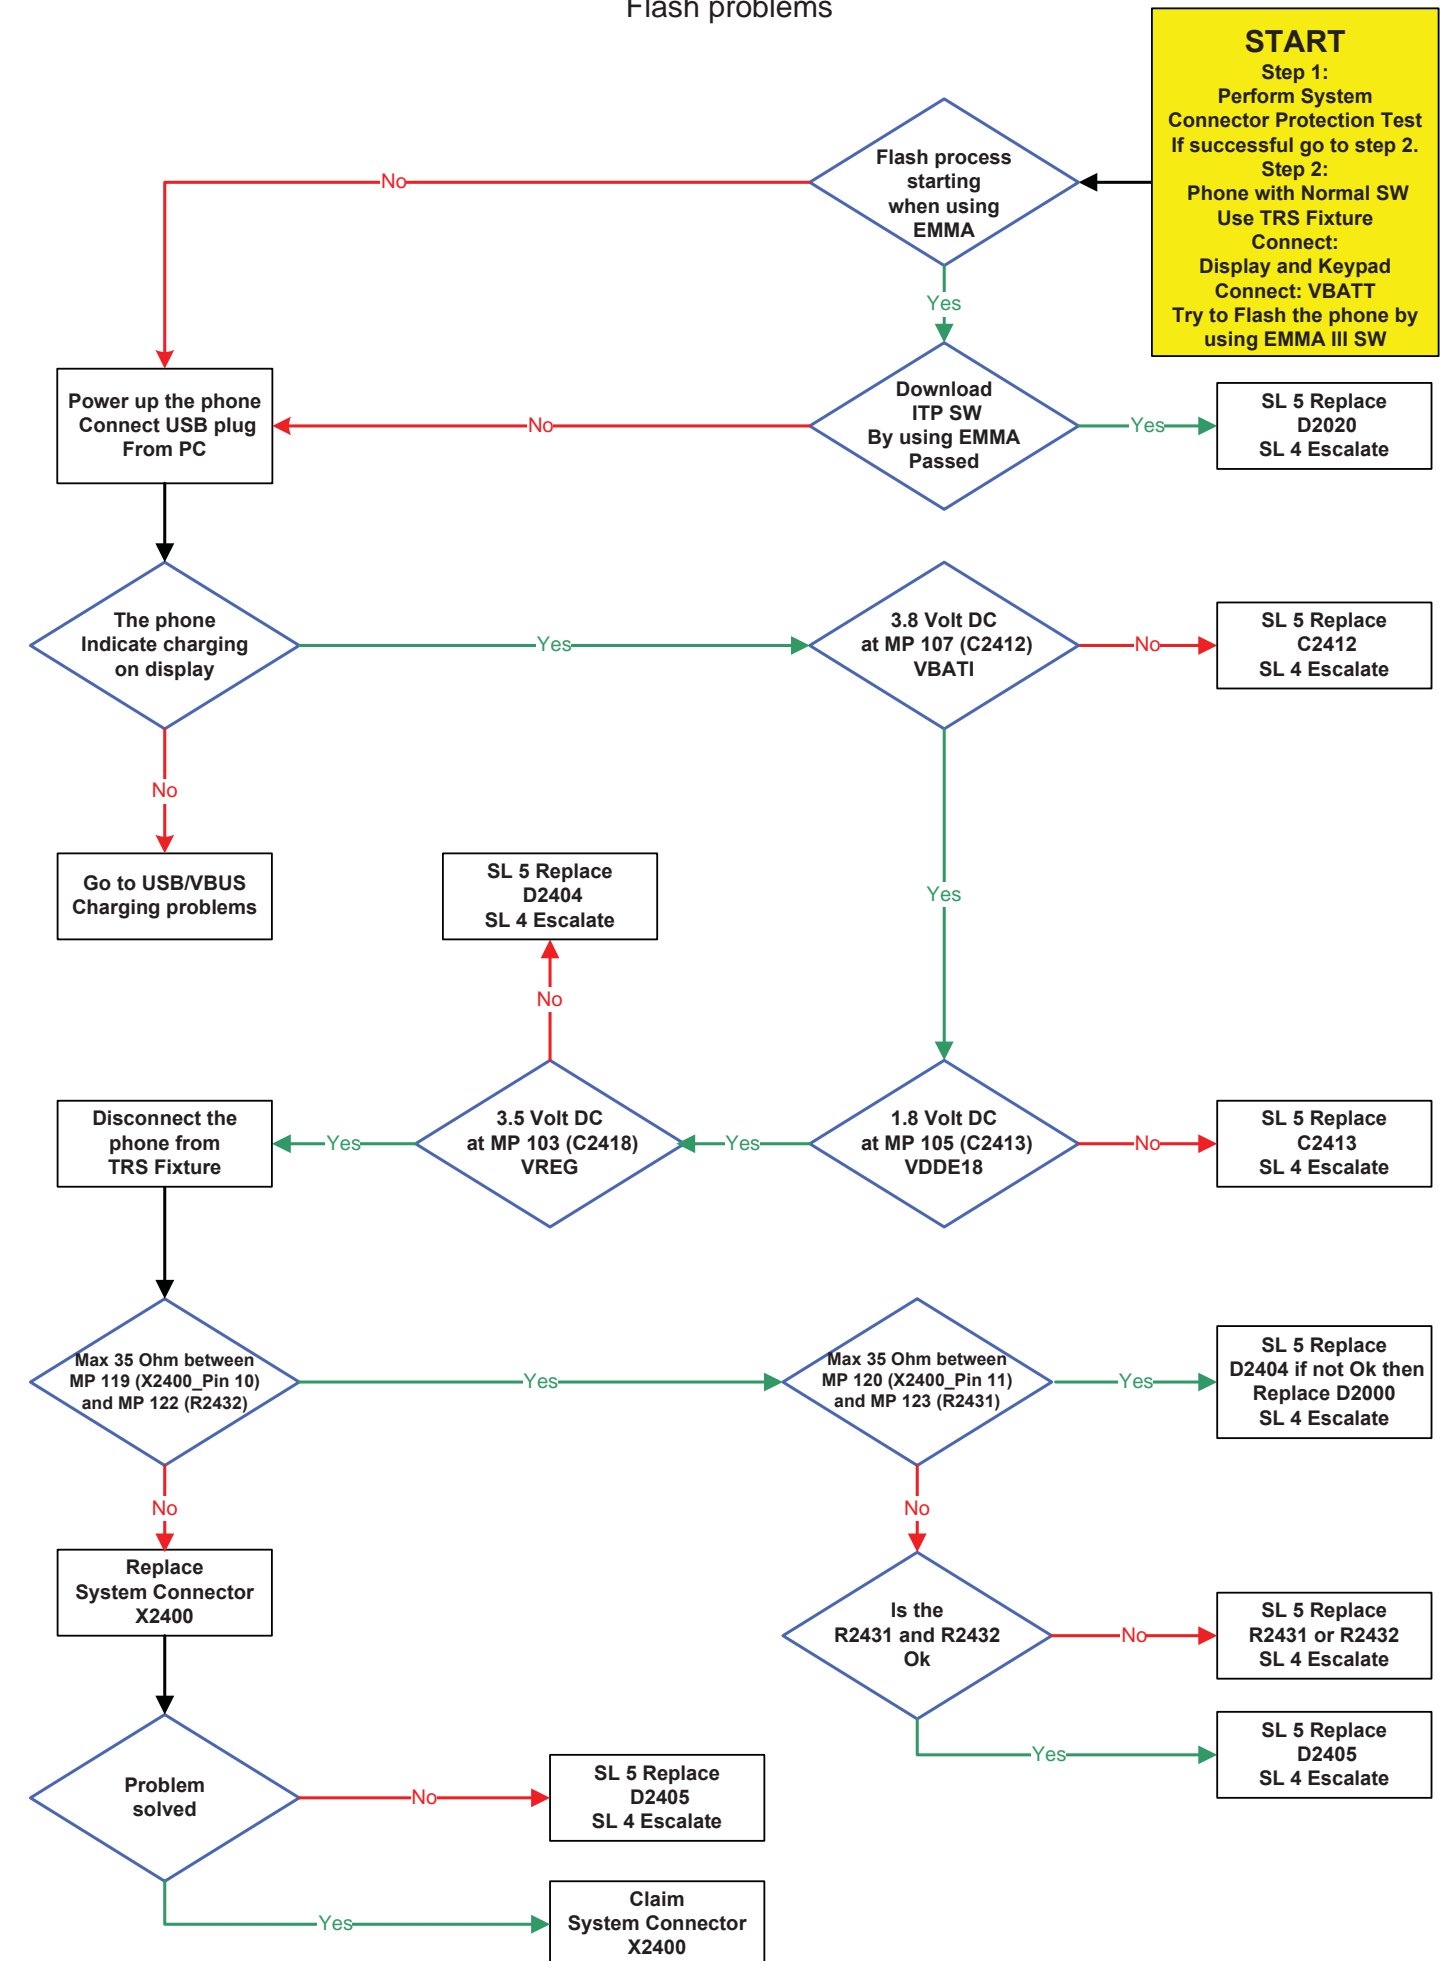 Flash problems
START
Step 1:
Perform System
Connector Protection Test
If successful go to step 2.
Step 2:
Phone with Normal SW
Use TRS Fixture
Connect:
Display and Keypad
Connect: VBATT
Try to Flash the phone by
using EMMA III SW
Flash process
starting
when using
EMMA
No
Yes
Download
ITP SW
By using EMMA
Passed
No
Yes
SL 5 Replace
D2020
SL 4 Escalate
Power up the phone
Connect USB plug
From PC
The phone
Indicate charging
on display
Yes
No
Go to USB/VBUS
Charging problems
3.8 Volt DC
at MP 107 (C2412)
VBATI
No
SL 5 Replace
C2412
SL 4 Escalate
Yes
1.8 Volt DC
at MP 105 (C2413)
VDDE18
No
SL 5 Replace
C2413
SL 4 Escalate
Yes
3.5 Volt DC
at MP 103 (C2418)
VREG
No
SL 5 Replace
D2404
SL 4 Escalate
Yes
Disconnect the
phone from
TRS Fixture
Max 35 Ohm between
MP 119 (X2400_Pin 10)
and MP 122 (R2432)
Yes
No
Max 35 Ohm between
MP 120 (X2400_Pin 11)
and MP 123 (R2431)
Yes
SL 5 Replace
D2404 if not Ok then
Replace D2000
SL 4 Escalate
No
Is the
R2431 and R2432
Ok
No
SL 5 Replace
R2431 or R2432
SL 4 Escalate
Yes
SL 5 Replace
D2405
SL 4 Escalate
Replace
System Connector
X2400
Problem
solved
No
SL 5 Replace
D2405
SL 4 Escalate
Yes
Claim
System Connector
X2400